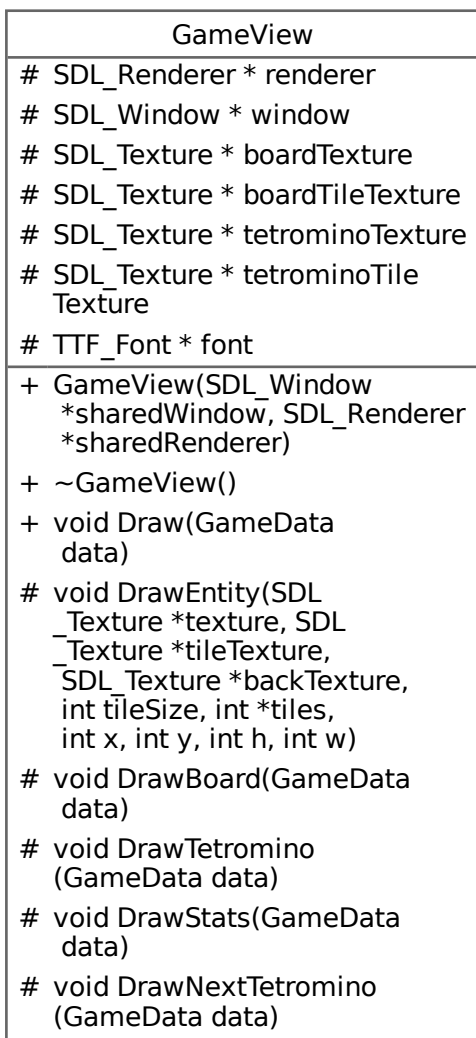 GameView
# SDL_Renderer * renderer
# SDL_Window * window
# SDL_Texture * boardTexture
# SDL_Texture * boardTileTexture
# SDL_Texture * tetrominoTexture
# SDL_Texture * tetrominoTile
Texture
# TTF_Font * font
+ GameView(SDL_Window
*sharedWindow, SDL_Renderer
*sharedRenderer)
+ ~GameView()
+ void Draw(GameData
data)
# void DrawEntity(SDL
_Texture *texture, SDL
_Texture *tileTexture,
SDL_Texture *backTexture,
int tileSize, int *tiles,
int x, int y, int h, int w)
# void DrawBoard(GameData
data)
# void DrawTetromino
(GameData data)
# void DrawStats(GameData
data)
# void DrawNextTetromino
(GameData data)